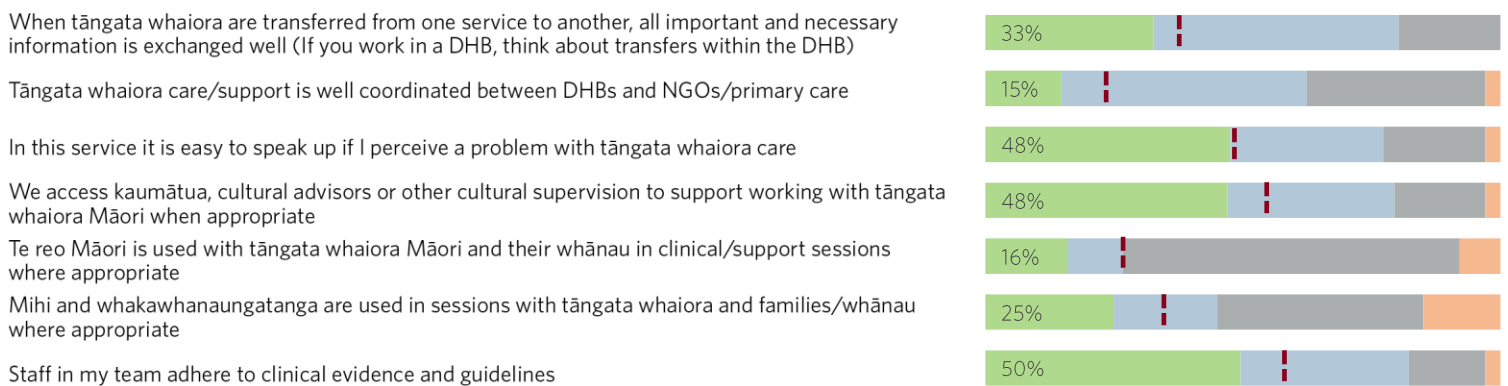 When tāngata whaiora are transferred from one service to another, all important and necessary
information is exchanged well (If you work in a DHB, think about transfers within the DHB)
33%
Tāngata whaiora care/support is well coordinated between DHBs and NGOs/primary care
15%
In this service it is easy to speak up if I perceive a problem with tāngata whaiora care
48%
We access kaumātua, cultural advisors or other cultural supervision to support working with tāngata
whaiora Māori when appropriate
48%
Te reo Māori is used with tāngata whaiora Māori and their whānau in clinical/support sessions
where appropriate
16%
Mihi and whakawhanaungatanga are used in sessions with tāngata whaiora and families/whānau
where appropriate
25%
Staff in my team adhere to clinical evidence and guidelines
50%